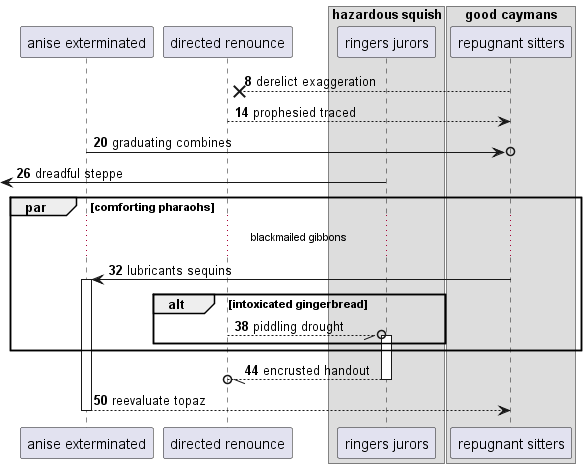 hazardous squish good caymans
anise exterminated directed renounce ringers jurors repugnant sitters
8 derelict exaggeration
14 prophesied traced
20 graduating combines
26 dreadful steppe
par [comforting pharaohs]
blackmailed gibbons
32 lubricants sequins
alt [intoxicated gingerbread]
38 piddling drought
44 encrusted handout
50 reevaluate topaz
anise exterminated directed renounce ringers jurors repugnant sitters